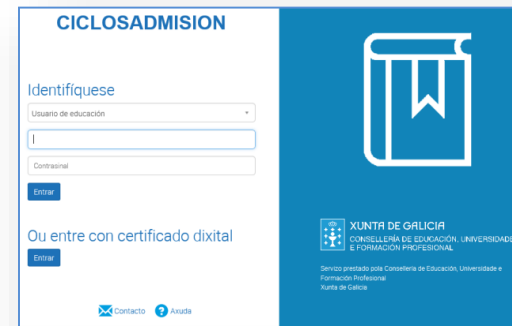 CICLOSADMISION
Identifíquese
Usuario de educación
Contrasinal
Entrar
Ou entre con certificado dixital
Entrar
Contacto
Axuda
XUNTA DE GALICIA
CONSELLERÍA DE EDUCACIÓN, UNIVERSIDADE
E FORMACIÓN PROFESIONAL
Servizo prestado pola Consellería de Educación, Universidade e
Formación Profesional
Xunta de Galicia